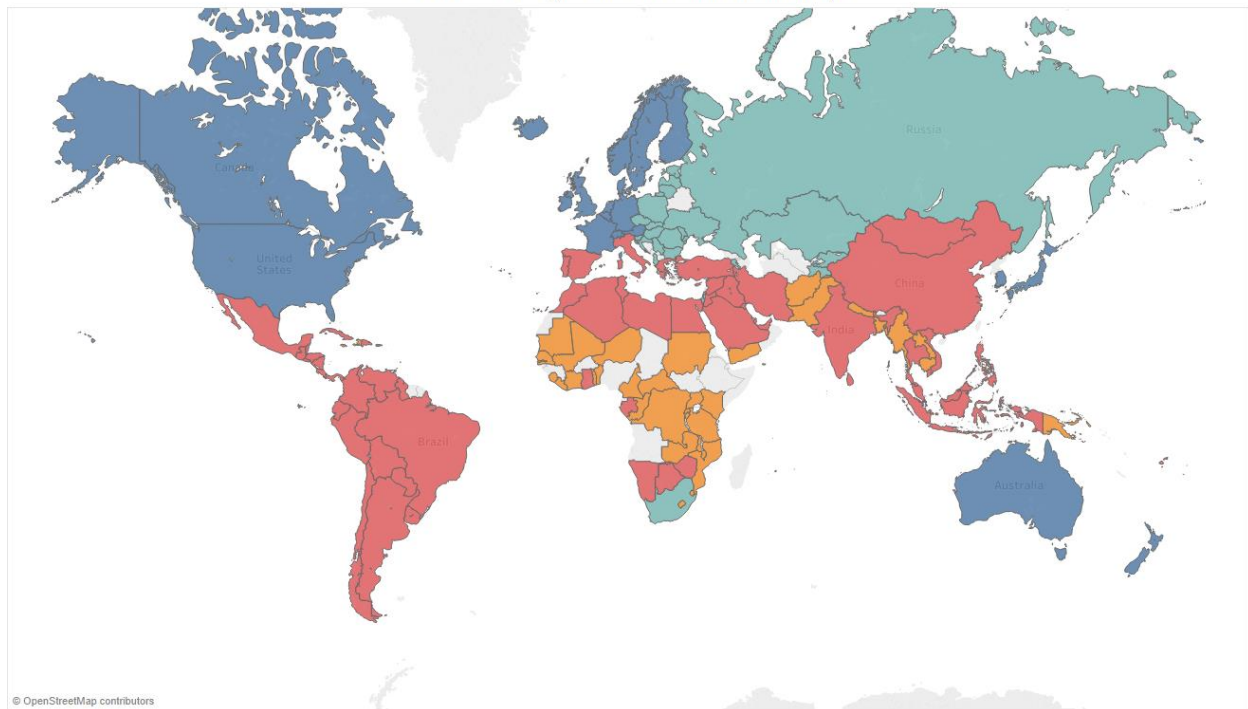 Russia
Canada
United
States
China
India
Brazil
Australia
© OpenStreetMap contributors